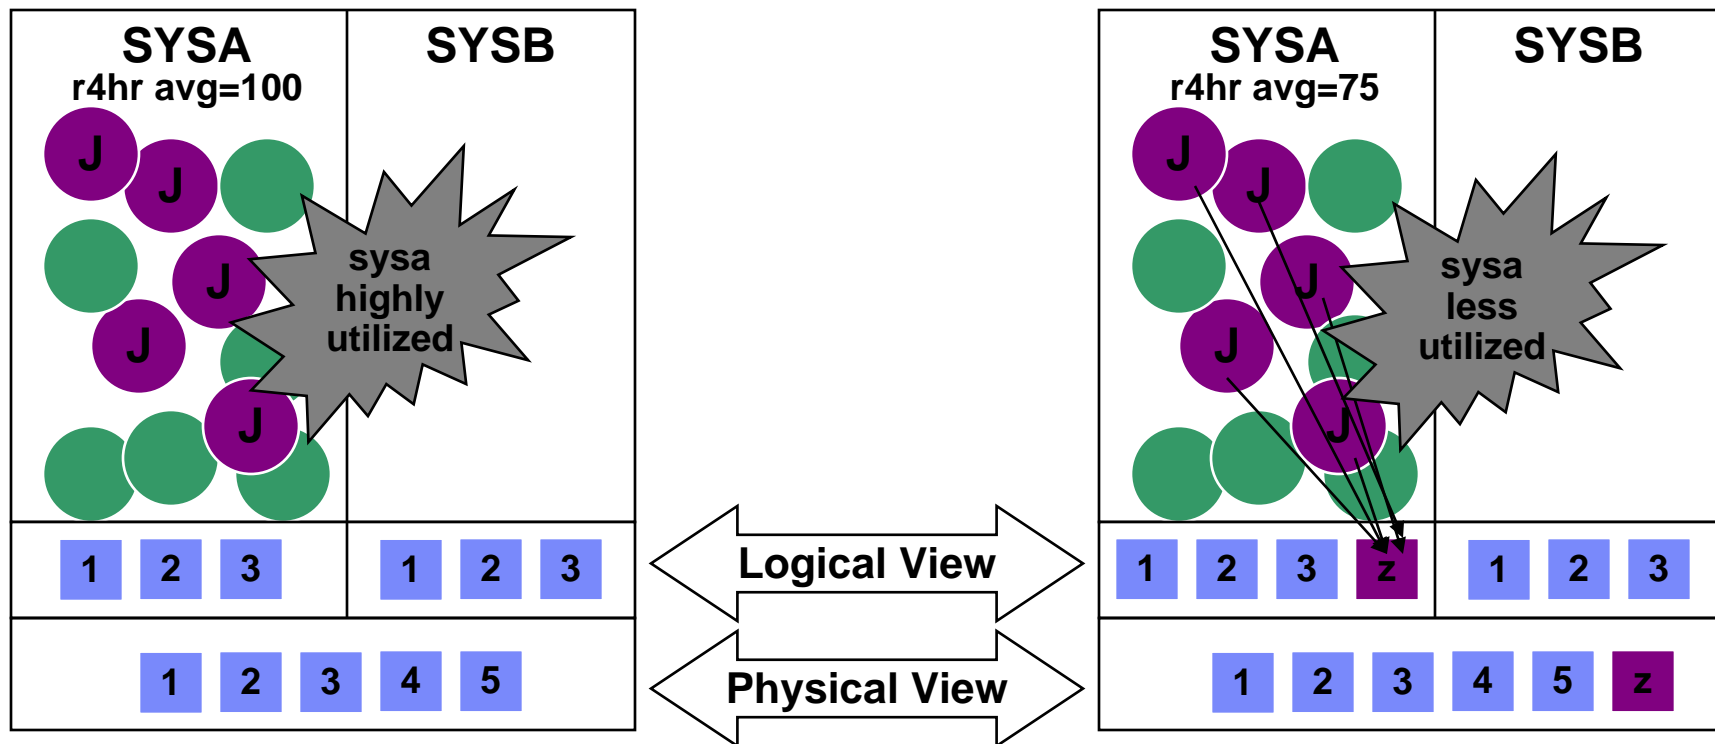 SYSA
r4hr avg=100
SYSB
J
J
J
J
J
sysa
highly
utilized
1 2 3
1 2 3
1 2 3 4 5
Logical View
Physical View
SYSA
r4hr avg=75
SYSB
J
J
J
J
J
sysa
less
utilized
1 2 3 z
1 2 3
1 2 3 4 5 z